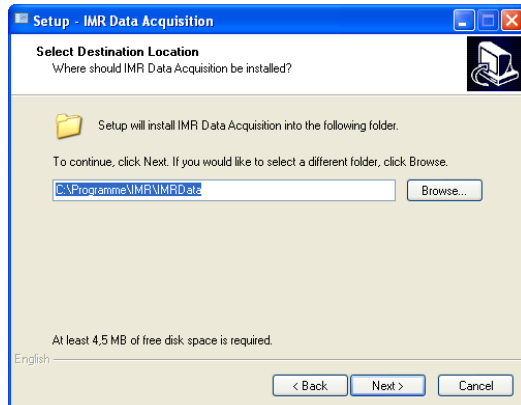 Setup - IMR Data Acquisition
Select Destination Location
Where should IMR Data Acquisition be installed?
Setup will install IMR Data Acquisition into the following folder.
To continue, click Next. If you would like to select a different folder, click Browse.
C:\Programme\IMR\IMRData
Browse...
At least 4,5 MB of free disk space is required.
English
< Back
Next >
Cancel